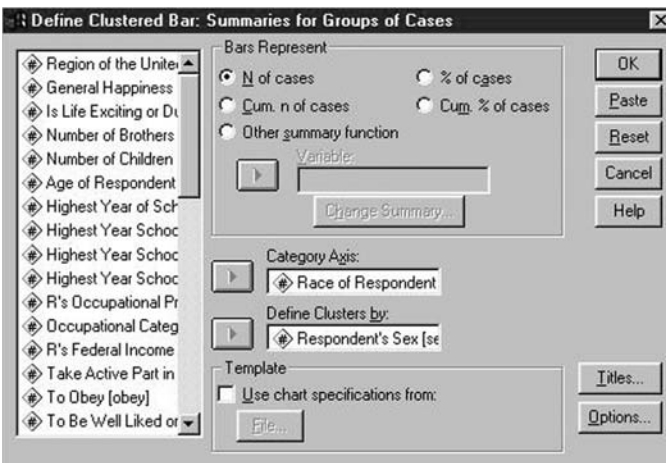 Define Clustered Bar: Summaries for Groups of Cases
Region of the Unite
General Happiness
Is Life Exciting or Du
Number of Brothers
Number of Children
Age of Respondent
Highest Year of Sch
Highest Year Schoc
Highest Year Schoc
Highest Year Schoc
R's Occupational Pr
Occupational Categ
R's Federal Income
Take Active Part in
To Obey [obey]
To Be Well Liked or
Bars Represent
N of cases
% of cases
Cum. n of cases
Cum. % of cases
Other summary function
Variable:
Change Summary...
Category Axis:
Race of Respondent
Define Clusters by:
Respondent's Sex [se
Template
Use chart specifications from:
File...
OK
Paste
Reset
Cancel
Help
Titles...
Options...